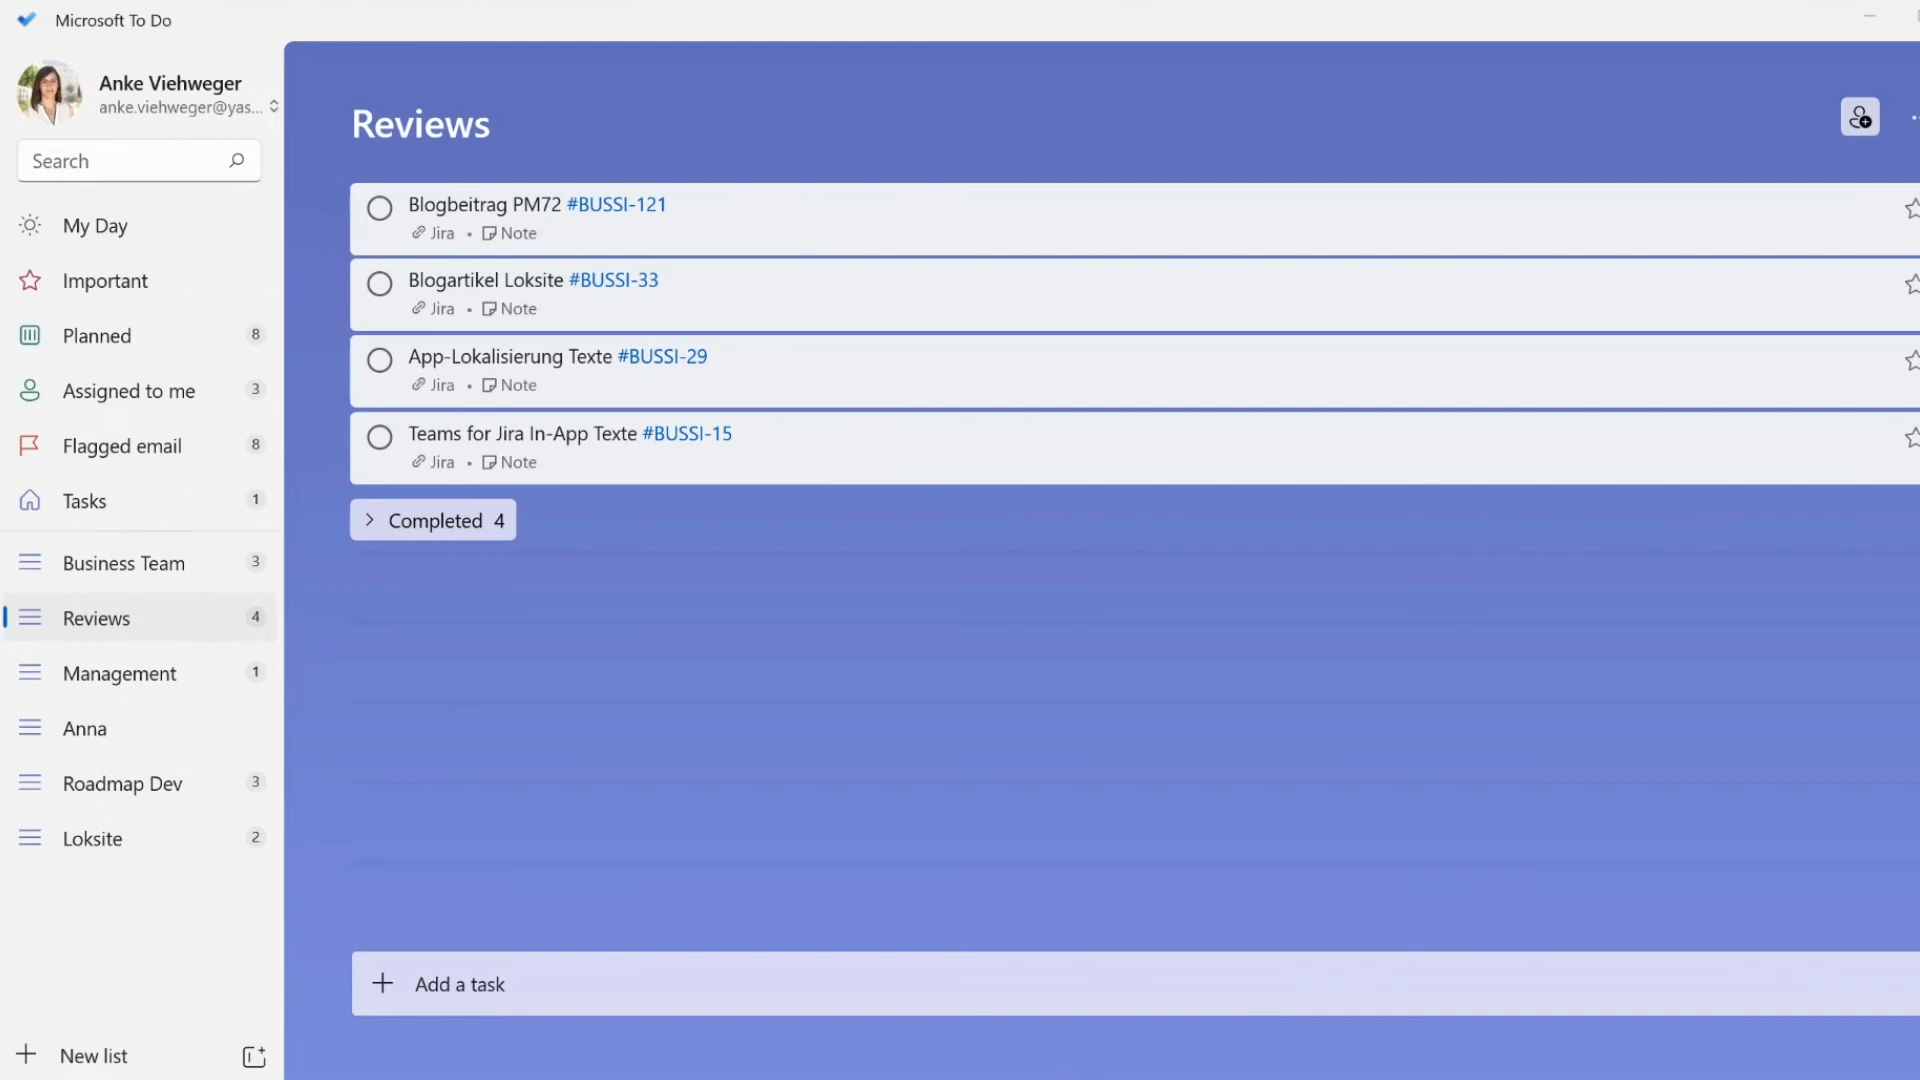 Microsoft To Do
Anke Viehweger
anke.viehweger@yas...
Search
My Day
Important
Planned 8
Assigned to me 3
Flagged email 8
Tasks 1
Business Team 3
Reviews 4
Management 1
Anna
Roadmap Dev 3
Loksite 2
New list
Reviews
Blogbeitrag PM72 #BUSSI-121
Jira • Note
Blogartikel Loksite #BUSSI-33
Jira • Note
App-Lokalisierung Texte #BUSSI-29
Jira • Note
Teams for Jira In-App Texte #BUSSI-15
Jira • Note
Completed 4
Add a task